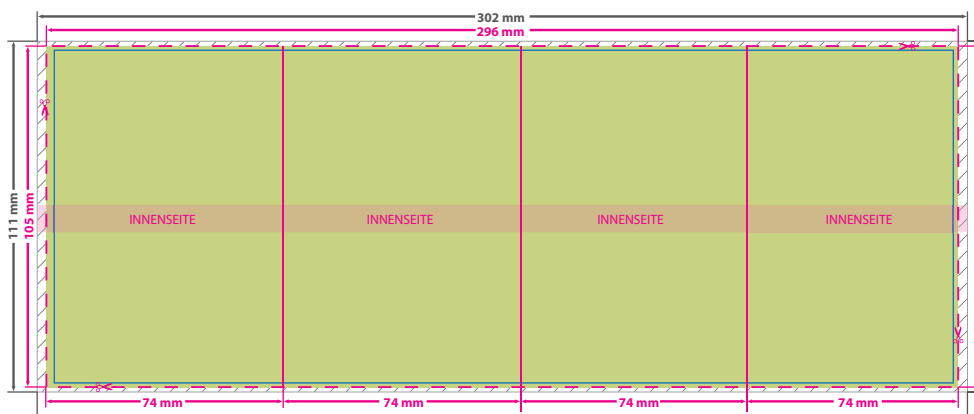 302 mm
296 mm
111 mm
105 mm
INNENSEITE INNENSEITE INNENSEITE INNENSEITE
74 mm 74 mm 74 mm 74 mm